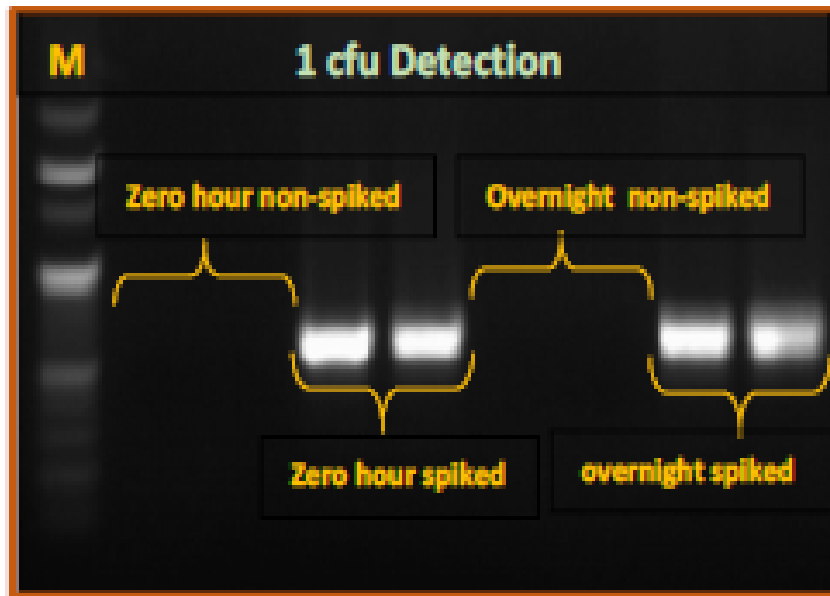 M
1 cfu Detection
Zero hour non-spiked
Overnight non-spiked
Zero hour spiked
overnight spiked